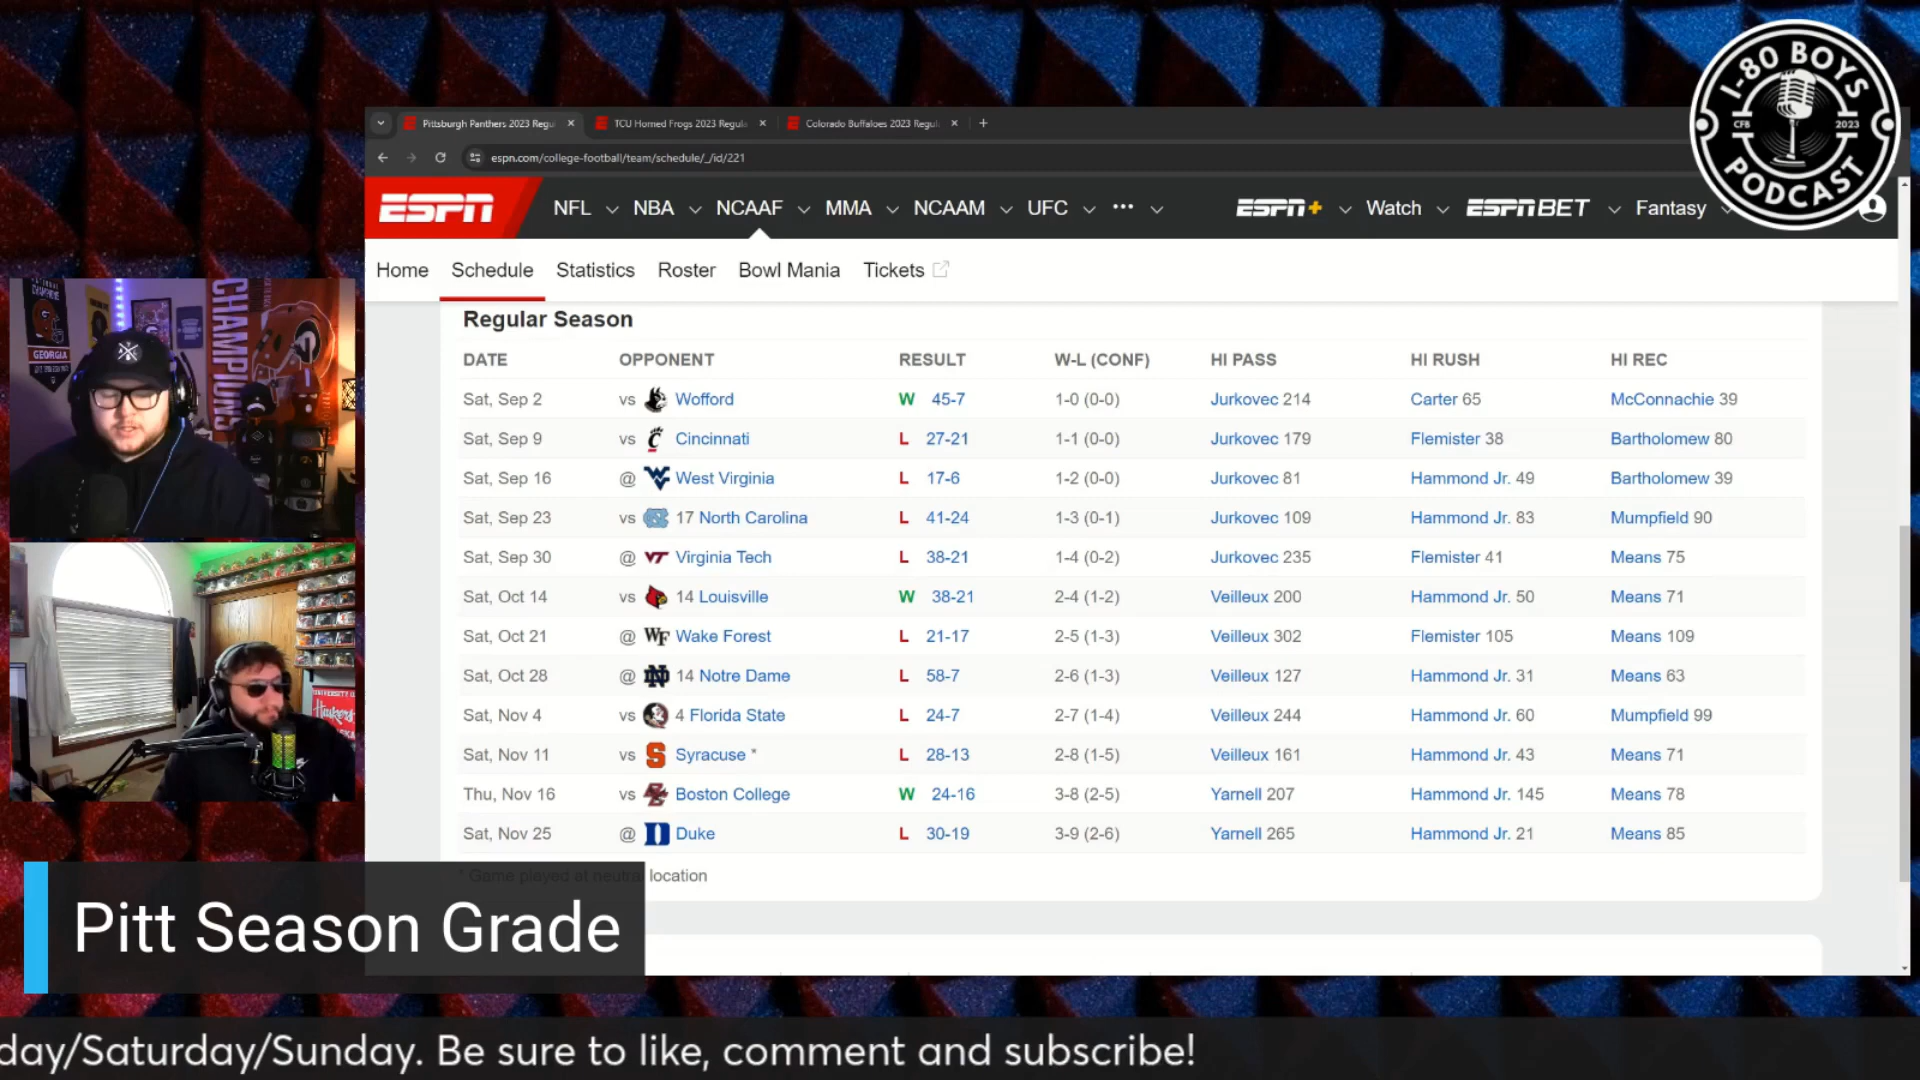 I-80 BOYS
CFB 2023
PODCAST
Pittsburgh Panthers 2023 Regul
TCU Horned Frogs 2023 Regula
Colorado Buffaloes 2023 Regul
espn.com/college-football/team/schedule/_/id/221
ESPN NFL NBA NCAAF MMA NCAAM UFC ••• ESPN+ Watch ESPN BET Fantasy
Home Schedule Statistics Roster Bowl Mania Tickets
Regular Season
DATE OPPONENT RESULT W-L (CONF) HI PASS HI RUSH HI REC
Sat, Sep 2 vs Wofford W 45-7 1-0 (0-0) Jurkovec 214 Carter 65 McConnachie 39
Sat, Sep 9 vs Cincinnati L 27-21 1-1 (0-0) Jurkovec 179 Flemister 38 Bartholomew 80
Sat, Sep 16 @ West Virginia L 17-6 1-2 (0-0) Jurkovec 81 Hammond Jr. 49 Bartholomew 39
Sat, Sep 23 vs 17 North Carolina L 41-24 1-3 (0-1) Jurkovec 109 Hammond Jr. 83 Mumpfield 90
Sat, Sep 30 @ VT Virginia Tech L 38-21 1-4 (0-2) Jurkovec 235 Flemister 41 Means 75
Sat, Oct 14 vs 14 Louisville W 38-21 2-4 (1-2) Veilleux 200 Hammond Jr. 50 Means 71
Sat, Oct 21 @ WF Wake Forest L 21-17 2-5 (1-3) Veilleux 302 Flemister 105 Means 109
Sat, Oct 28 @ ND 14 Notre Dame L 58-7 2-6 (1-3) Veilleux 127 Hammond Jr. 31 Means 63
Sat, Nov 4 vs 4 Florida State L 24-7 2-7 (1-4) Veilleux 244 Hammond Jr. 60 Mumpfield 99
Sat, Nov 11 vs S Syracuse * L 28-13 2-8 (1-5) Veilleux 161 Hammond Jr. 43 Means 71
Thu, Nov 16 vs BC Boston College W 24-16 3-8 (2-5) Yarnell 207 Hammond Jr. 145 Means 78
Sat, Nov 25 @ D Duke L 30-19 3-9 (2-6) Yarnell 265 Hammond Jr. 21 Means 85
* Game played at neutral location
CHAMPIONS
GEORGIA
Huskers
Pitt Season Grade
day/Saturday/Sunday. Be sure to like, comment and subscribe!